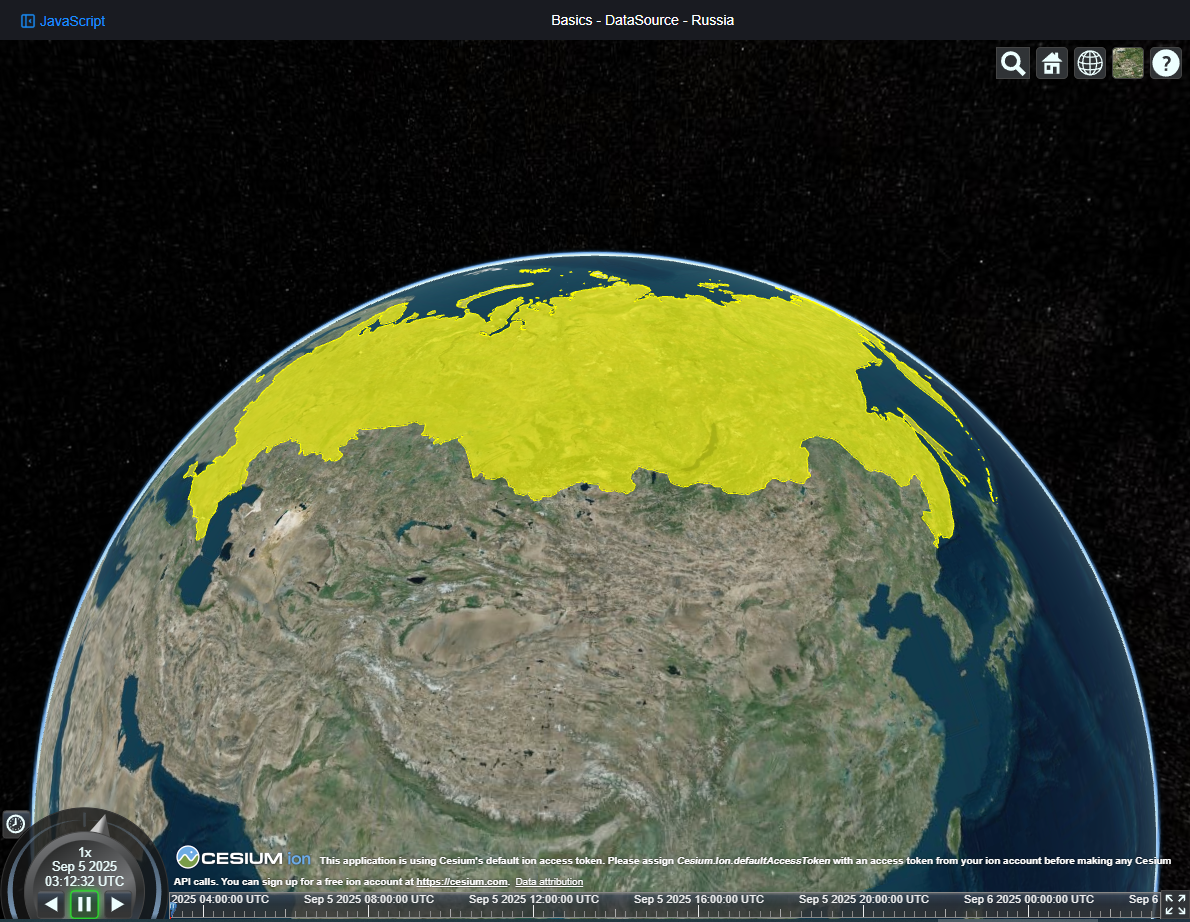 JavaScript
Basics - DataSource - Russia
?
1x
Sep 5 2025
03:12:32 UTC
CESIUM ion This application is using Cesium's default ion access token. Please assign Cesium.Ion.defaultAccessToken with an access token from your ion account before making any Cesium
API calls. You can sign up for a free ion account at https://cesium.com. Data attribution
2025 04:00:00 UTC Sep 5 2025 08:00:00 UTC Sep 5 2025 12:00:00 UTC Sep 5 2025 16:00:00 UTC Sep 5 2025 20:00:00 UTC Sep 6 2025 00:00:00 UTC Sep 6